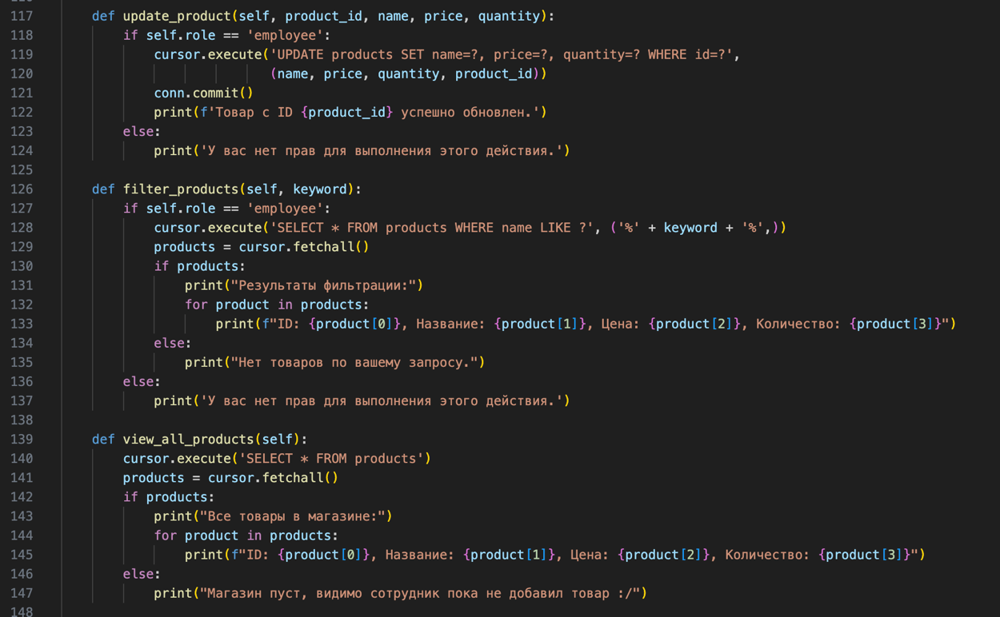 117 def update_product(self, product_id, name, price, quantity):
118 if self.role == 'employee':
119 cursor.execute('UPDATE products SET name=?, price=?, quantity=? WHERE id=?',
120 (name, price, quantity, product_id))
121 conn.commit()
122 print(f'Товар с ID {product_id} успешно обновлен.')
123 else:
124 print('У вас нет прав для выполнения этого действия.')
125
126 def filter_products(self, keyword):
127 if self.role == 'employee':
128 cursor.execute('SELECT * FROM products WHERE name LIKE ?', ('%' + keyword + '%',))
129 products = cursor.fetchall()
130 if products:
131 print("Результаты фильтрации:")
132 for product in products:
133 print(f"ID: {product[0]}, Название: {product[1]}, Цена: {product[2]}, Количество: {product[3]}")
134 else:
135 print("Нет товаров по вашему запросу.")
136 else:
137 print('У вас нет прав для выполнения этого действия.')
138
139 def view_all_products(self):
140 cursor.execute('SELECT * FROM products')
141 products = cursor.fetchall()
142 if products:
143 print("Все товары в магазине:")
144 for product in products:
145 print(f"ID: {product[0]}, Название: {product[1]}, Цена: {product[2]}, Количество: {product[3]}")
146 else:
147 print("Магазин пуст, видимо сотрудник пока не добавил товар :/")
148